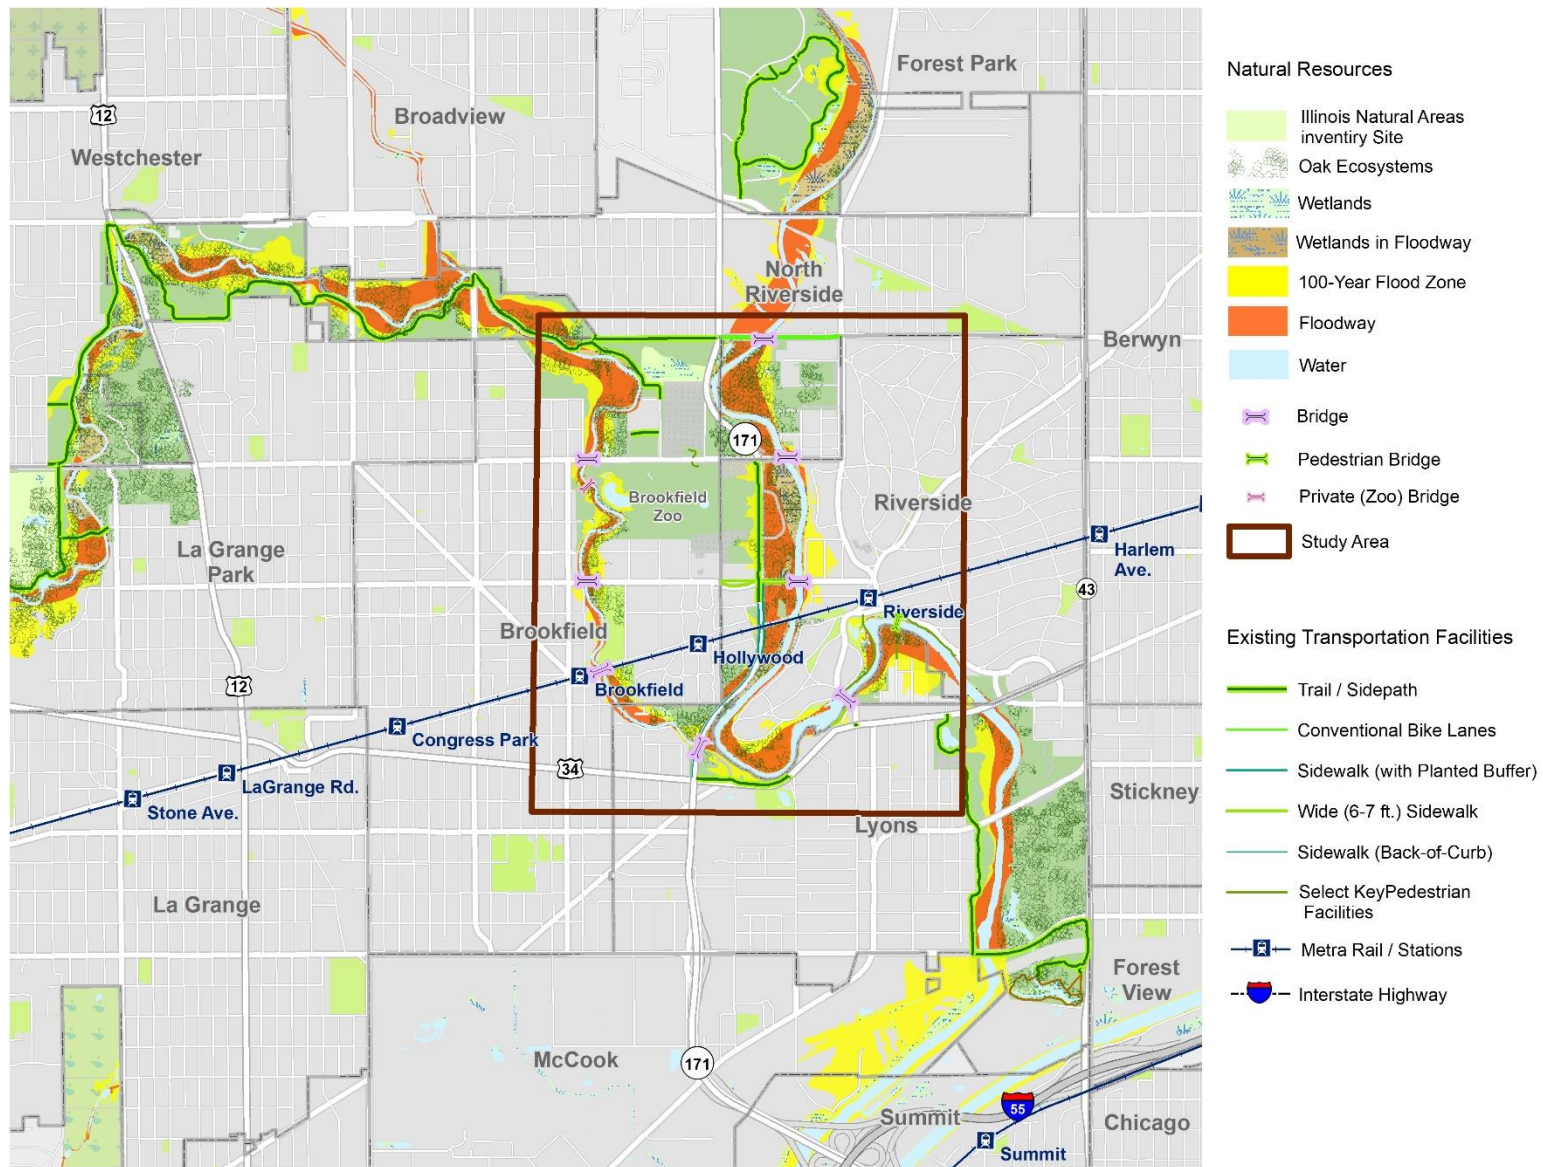 Forest Park
Broadview
12
Westchester
North
Riverside
Berwyn
171
Brookfield
Zoo
Riverside
La Grange
Park
Harlem
Ave.
43
Riverside
Brookfield
Hollywood
12
Brookfield
Congress Park
34
LaGrange Rd.
Stone Ave.
Stickney
Lyons
La Grange
Forest
View
McCook
171
55
Summit
Chicago
Summit
Natural Resources
Illinois Natural Areas
inventiry Site
Oak Ecosystems
Wetlands
Wetlands in Floodway
100-Year Flood Zone
Floodway
Water
Bridge
Pedestrian Bridge
Private (Zoo) Bridge
Study Area
Existing Transportation Facilities
Trail / Sidepath
Conventional Bike Lanes
Sidewalk (with Planted Buffer)
Wide (6-7 ft.) Sidewalk
Sidewalk (Back-of-Curb)
Select KeyPedestrian
Facilities
Metra Rail / Stations
Interstate Highway